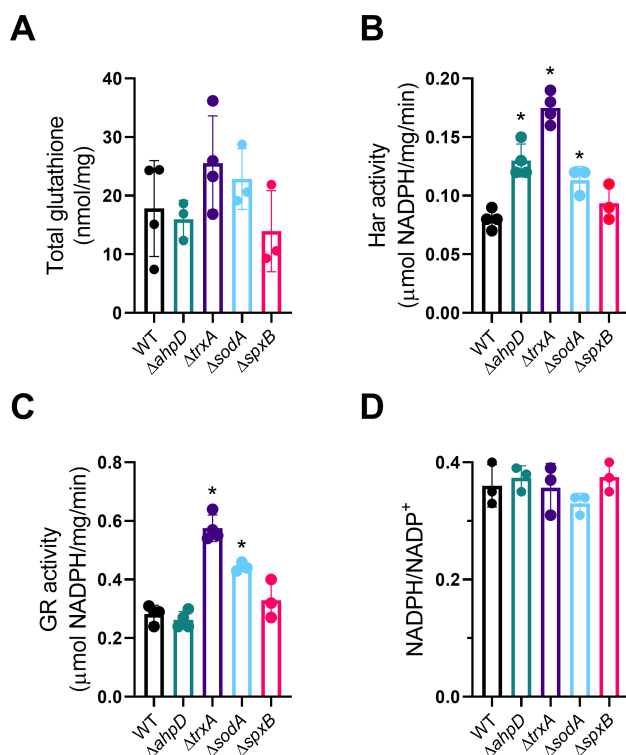 A
Total glutathione
(nmol/mg)
40
30
20
10
0
WT
ΔahpD
ΔtrxA
ΔsodA
ΔspxB
B
Har activity
(μmol NADPH/mg/min)
0.20
0.15
0.10
0.05
0.00
*
*
*
WT
ΔahpD
ΔtrxA
ΔsodA
ΔspxB
C
GR activity
(μmol NADPH/mg/min)
0.8
0.6
0.4
0.2
0.0
*
*
WT
ΔahpD
ΔtrxA
ΔsodA
ΔspxB
D
NADPH/NADP⁺
0.4
0.2
0.0
WT
ΔahpD
ΔtrxA
ΔsodA
ΔspxB